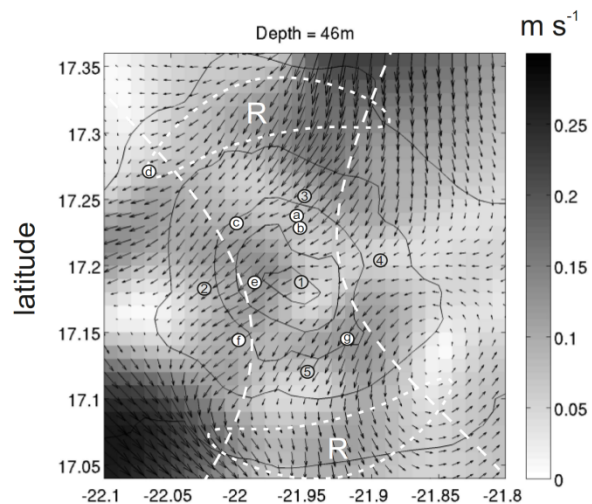 Depth = 46m
m s-1
17.35
17.3
17.25
17.2
17.15
17.1
17.05
latitude
R
d
3
a
b
c
4
2
e
1
f
g
5
R
-22.1
-22.05
-22
-21.95
-21.9
-21.85
-21.8
0.25
0.2
0.15
0.1
0.05
0